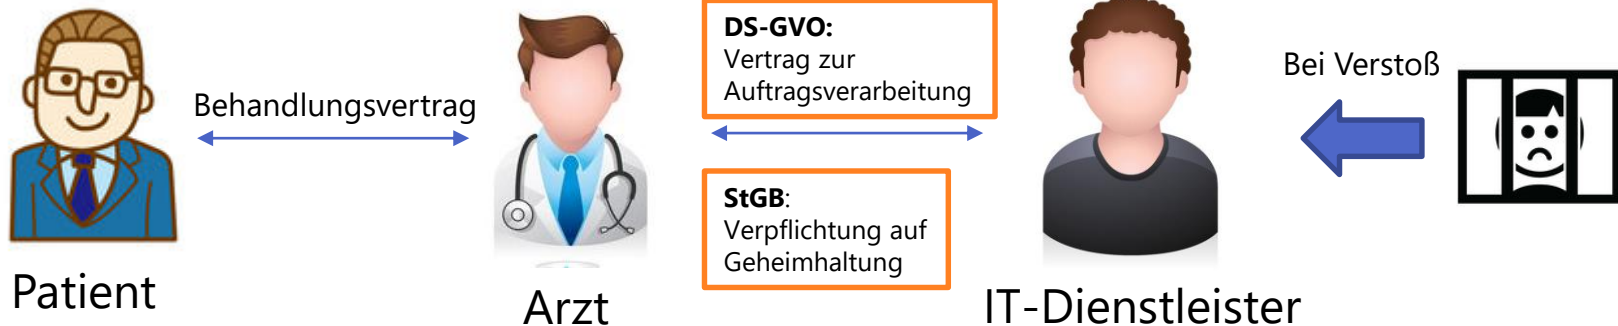 Behandlungsvertrag
DS-GVO:
Vertrag zur
Auftragsverarbeitung
StGB:
Verpflichtung auf
Geheimhaltung
Bei Verstoß
Patient
Arzt
IT-Dienstleister